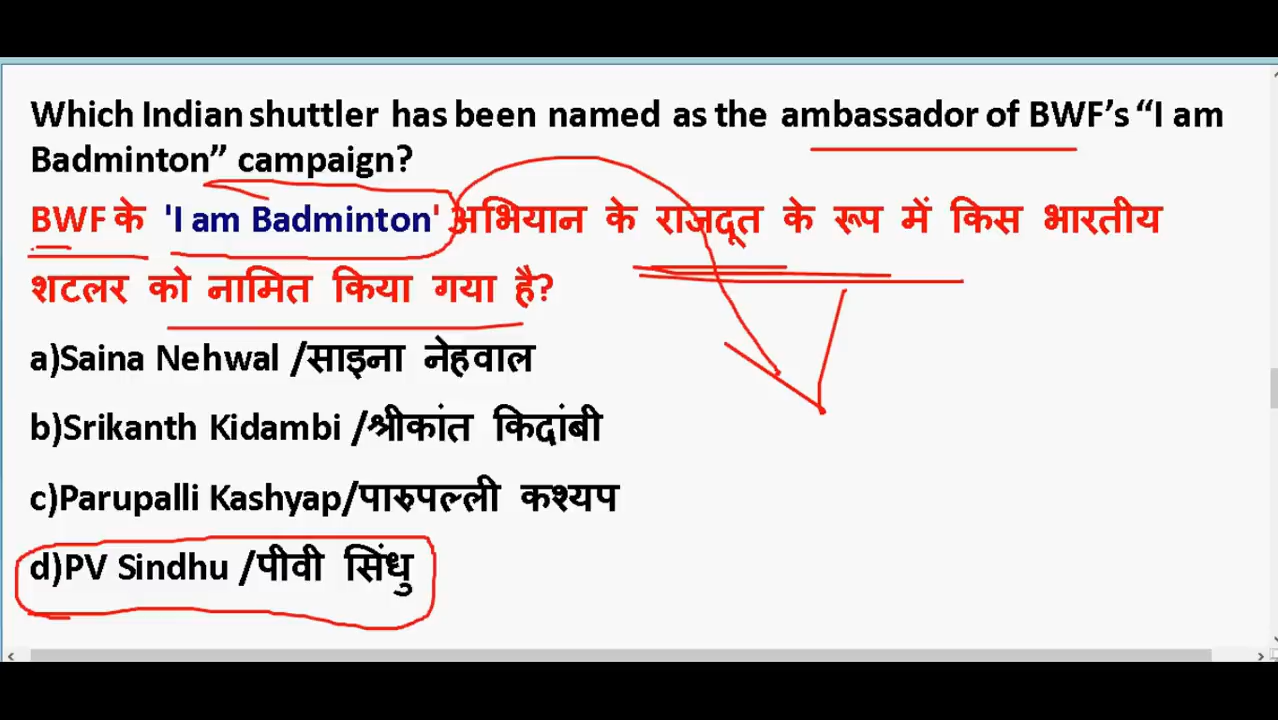 Which Indian shuttler has been named as the ambassador of BWF’s “I am
Badminton” campaign?
BWF के 'I am Badminton' अभियान के राजदूत के रूप में किस भारतीय
शटलर को नामित किया गया है?
a)Saina Nehwal /साइना नेहवाल
b)Srikanth Kidambi /श्रीकांत किदांबी
c)Parupalli Kashyap/पारुपल्ली कश्यप
d)PV Sindhu /पीवी सिंधु